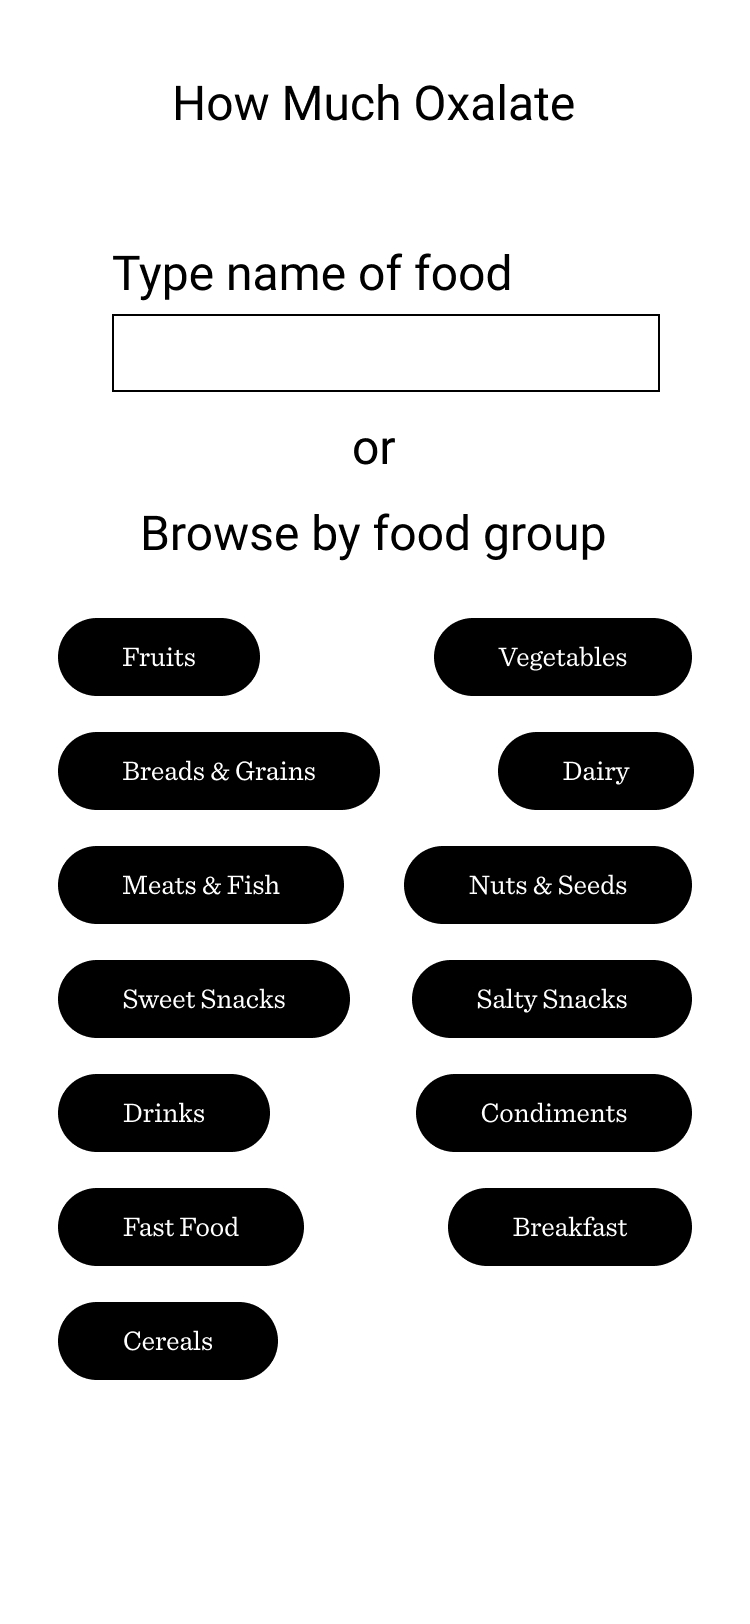 How Much Oxalate
Type name of food
or
Browse by food group
Fruits
Vegetables
Breads & Grains
Dairy
Meats & Fish
Nuts & Seeds
Sweet Snacks
Salty Snacks
Drinks
Condiments
Fast Food
Breakfast
Cereals